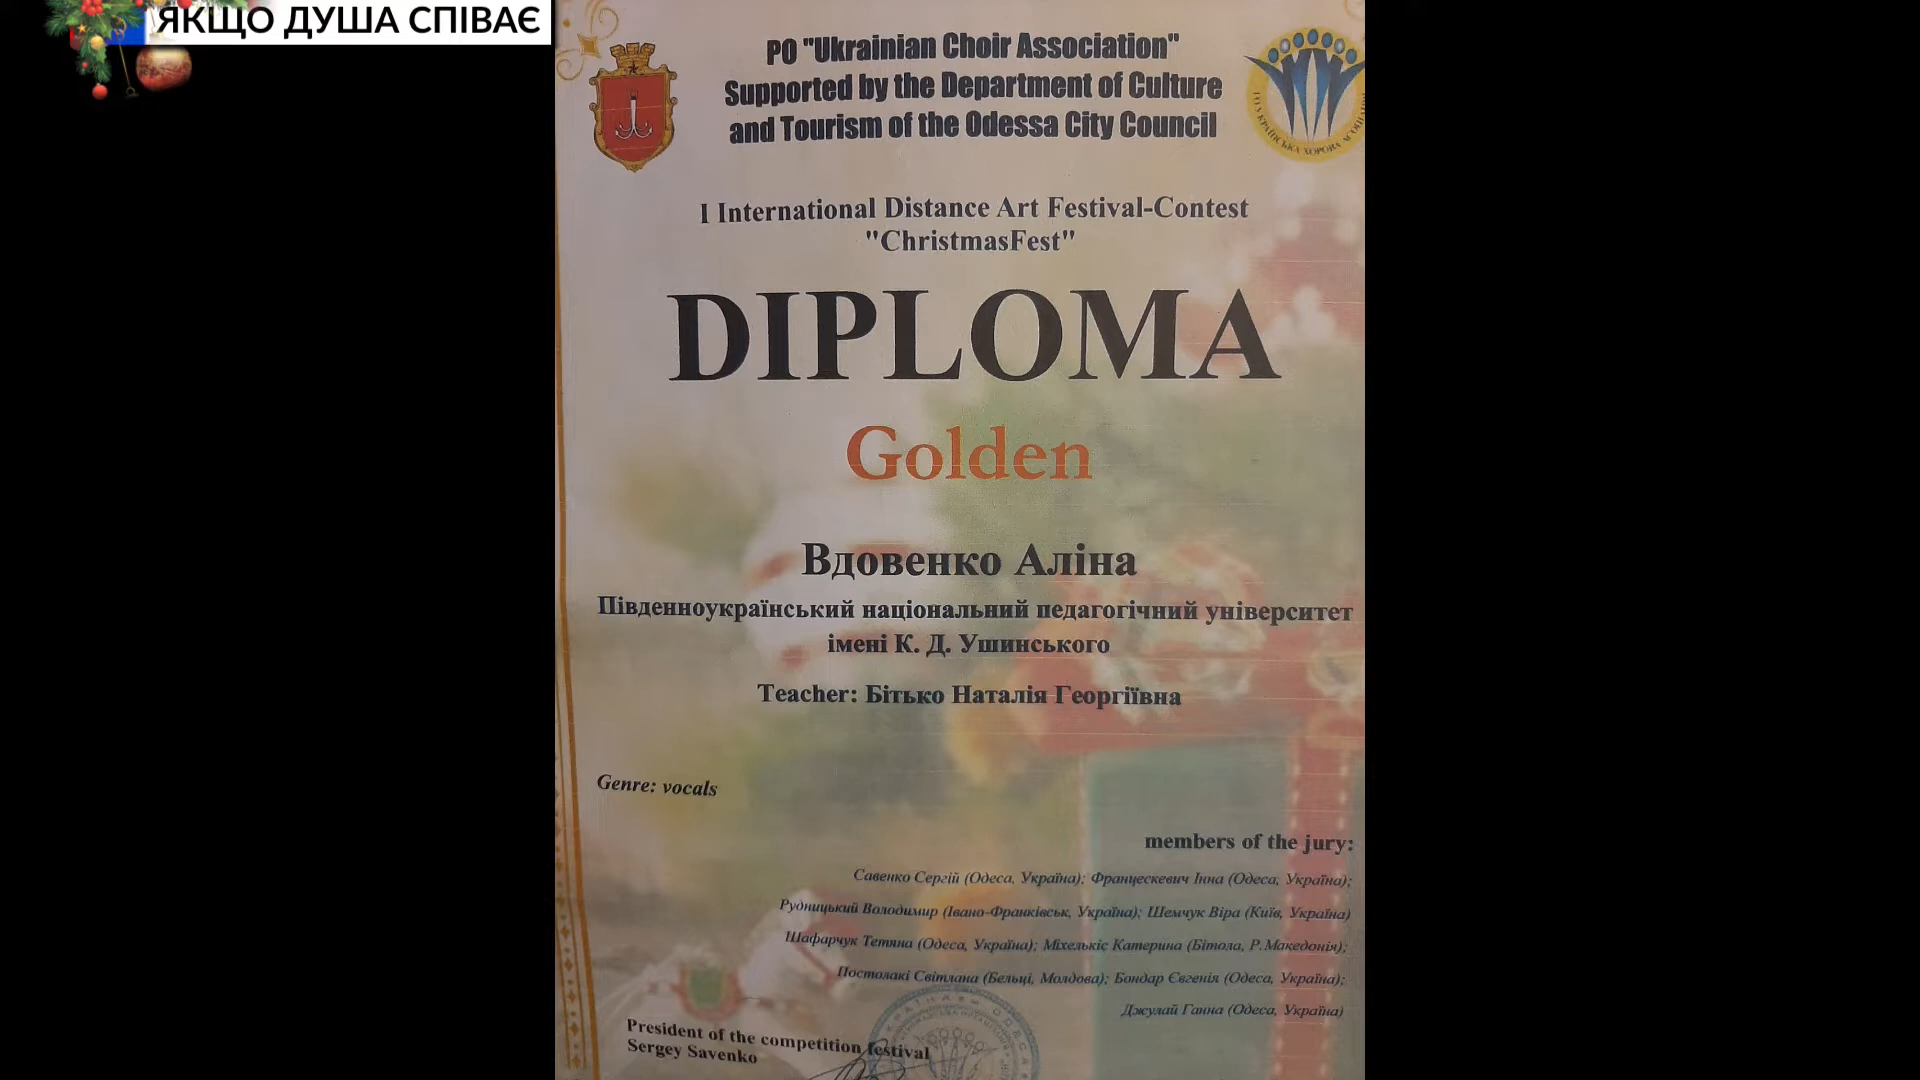 ЯКЩО ДУША СПІВАЄ
PO "Ukrainian Choir Association"
Supported by the Department of Culture
and Tourism of the Odessa City Council
I International Distance Art Festival-Contest
"ChristmasFest"
DIPLOMA
Golden
Вдовенко Аліна
Південноукраїнський національний педагогічний університет
імені К. Д. Ушинського
Teacher: Бітько Наталія Георгіївна
Genre: vocals
members of the jury:
Савенко Сергій (Одеса, Україна); Францескевич Інна (Одеса, Україна);
Рудницький Володимир (Івано-Франківськ, Україна); Шемчук Віра (Київ, Україна)
Шафарчук Тетяна (Одеса, Україна); Міхелькіс Катерина (Бітола, Р.Македонія);
Постолакі Світлана (Бельці, Молдова); Бондар Євгенія (Одеса, Україна);
Джулай Ганна (Одеса, Україна)
President of the competition festival
Sergey Savenko